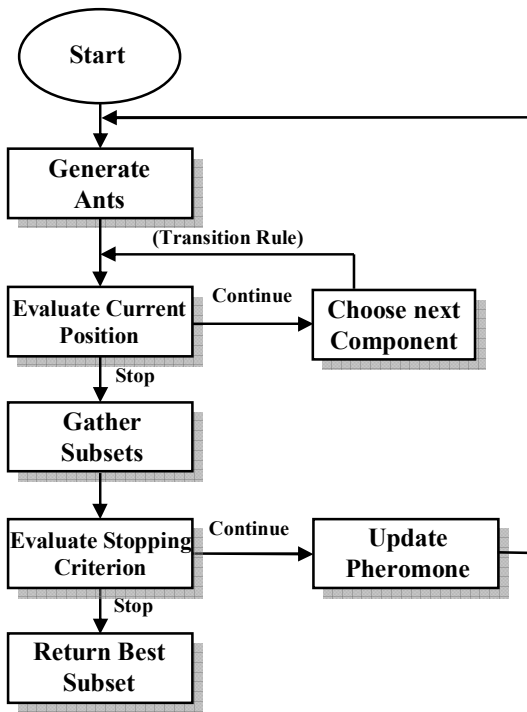 Start
Generate
Ants
(Transition Rule)
Evaluate Current
Position
Continue
Choose next
Component
Stop
Gather
Subsets
Evaluate Stopping
Criterion
Continue
Update
Pheromone
Stop
Return Best
Subset